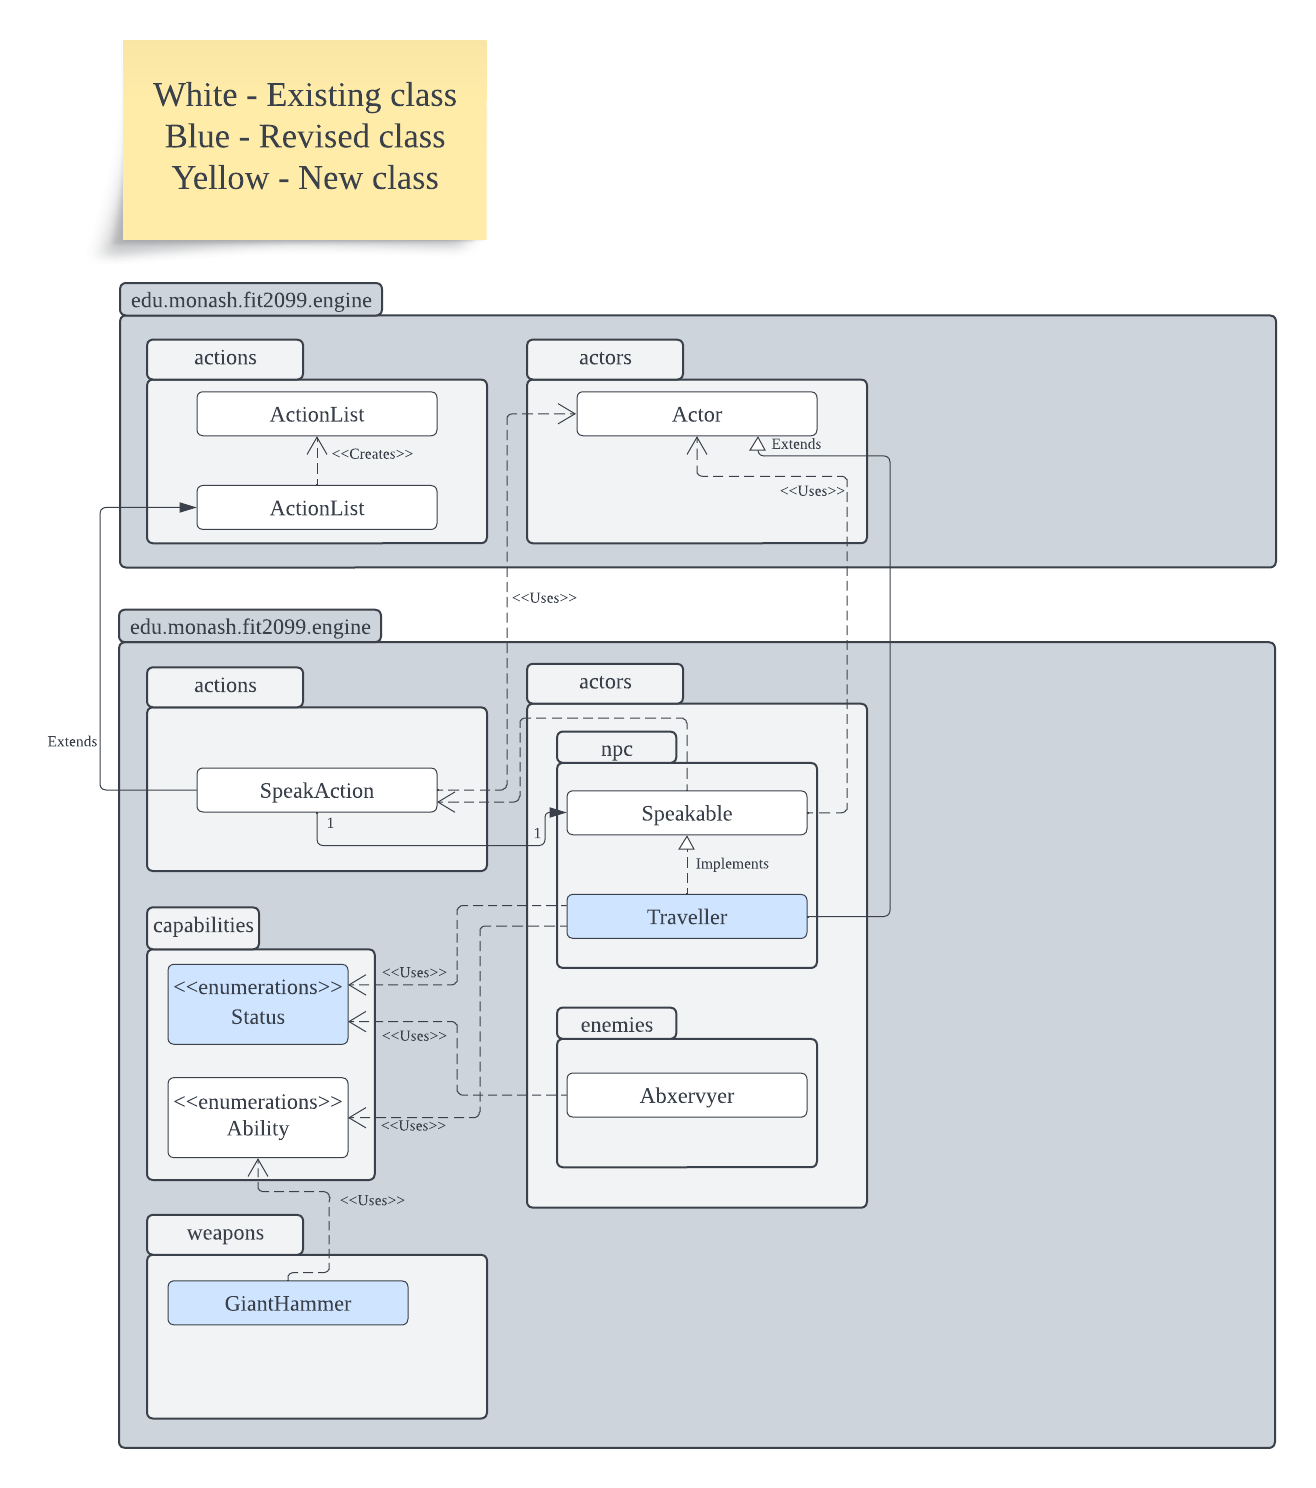 White - Existing class
Blue - Revised class
Yellow - New class
edu.monash.fit2099.engine
actions
actors
ActionList
Actor
<<Creates>>
Extends
<<Uses>>
ActionList
<<Uses>>
edu.monash.fit2099.engine
actions
actors
Extends
npc
SpeakAction
Speakable
1
1
Implements
Traveller
capabilities
<<enumerations>>
Status
<<Uses>>
<<Uses>>
enemies
Abxervyer
<<enumerations>>
Ability
<<Uses>>
<<Uses>>
weapons
GiantHammer